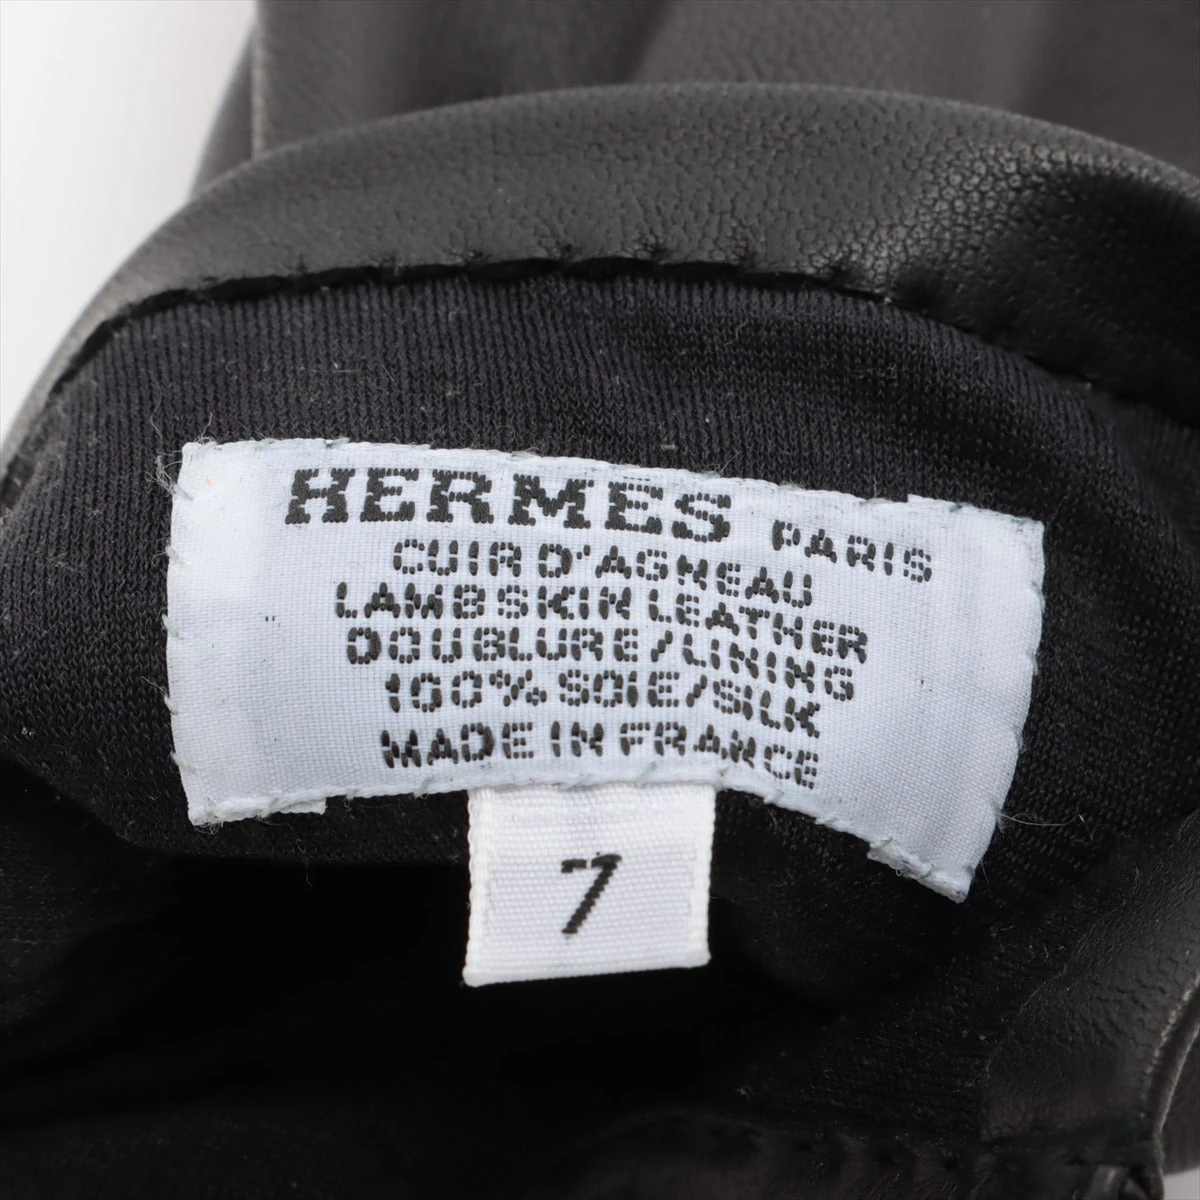 HERMES PARIS
CUIR D'AGNEAU
LAMBSKIN LEATHER
DOUBLURE/LINING
100% SOIE/SILK
MADE IN FRANCE
7